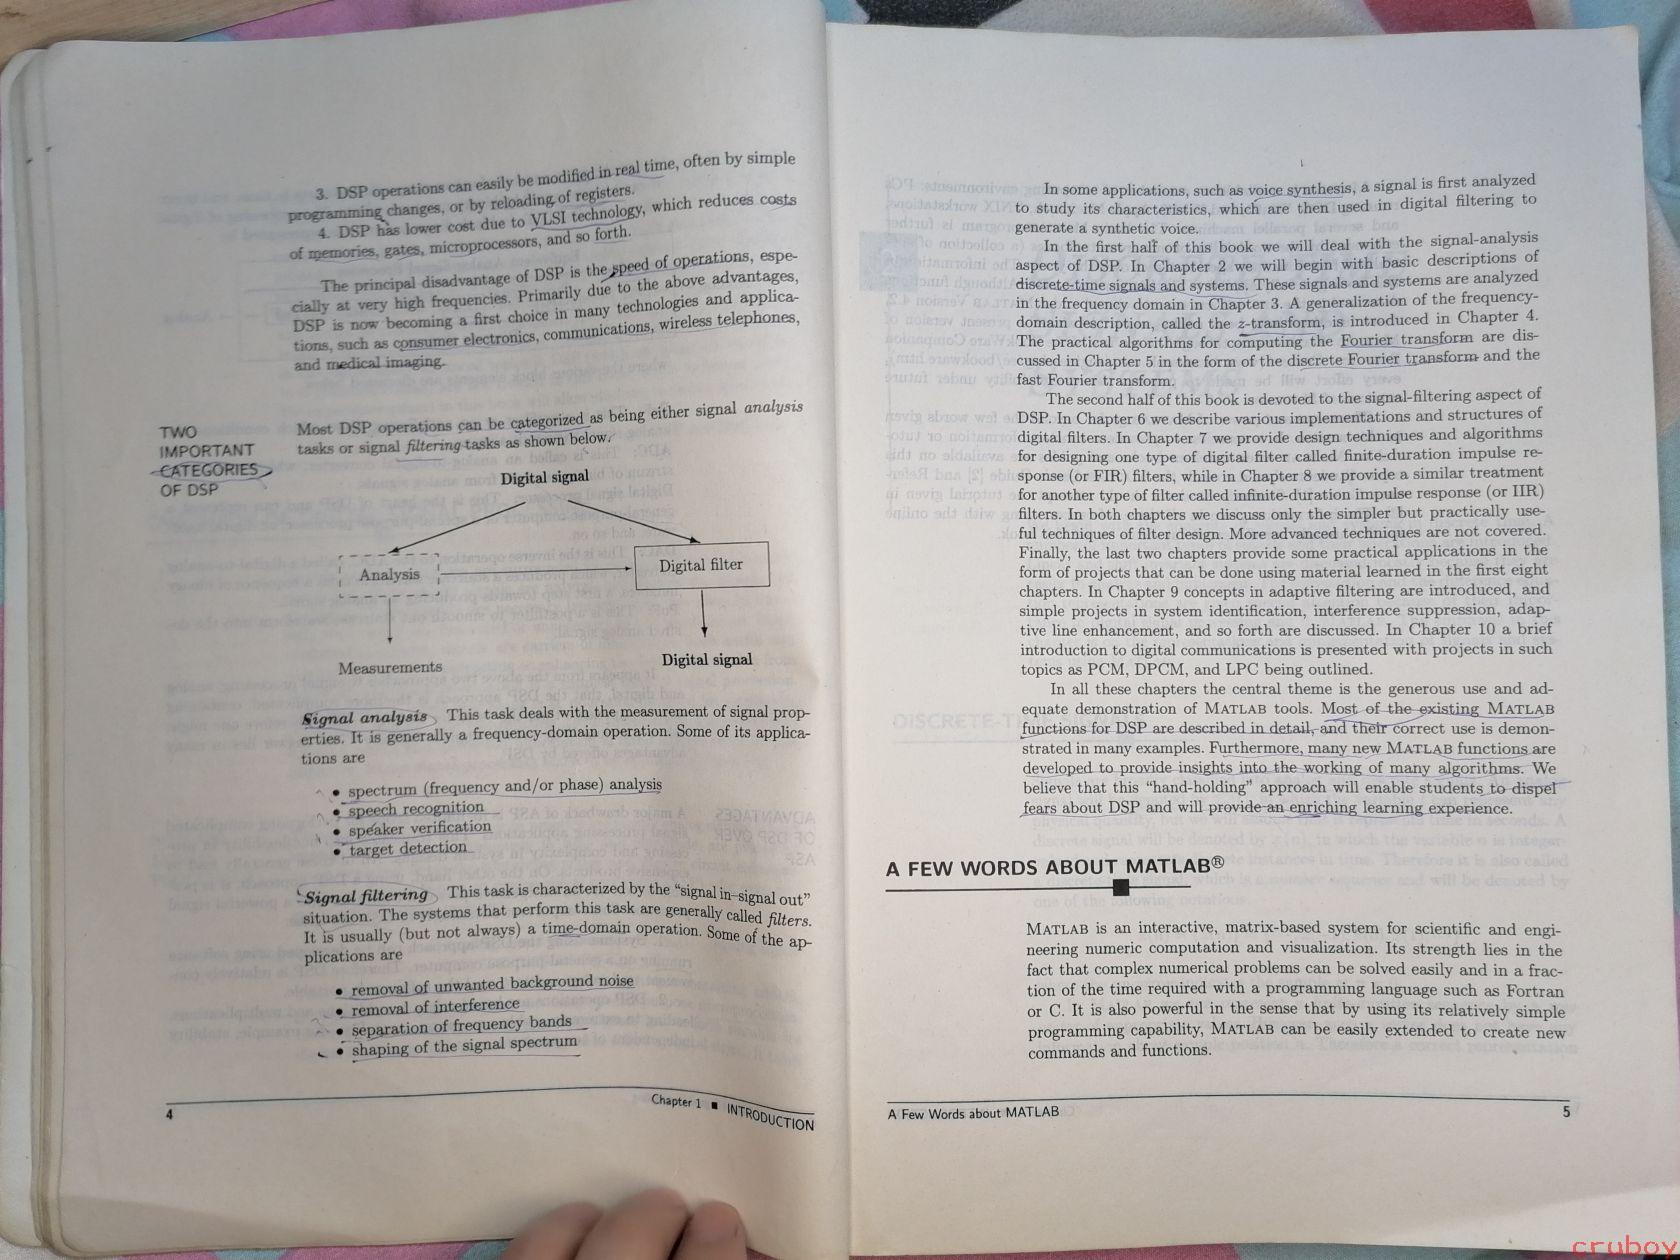 3. DSP operations can easily be modified in real time, often by simple
programming changes, or by reloading of registers.
4. DSP has lower cost due to VLSI technology, which reduces costs
of memories, gates, microprocessors, and so forth.
The principal disadvantage of DSP is the speed of operations, espe-
cially at very high frequencies. Primarily due to the above advantages,
DSP is now becoming a first choice in many technologies and applica-
tions, such as consumer electronics, communications, wireless telephones,
and medical imaging.
TWO
IMPORTANT
CATEGORIES
OF DSP
Most DSP operations can be categorized as being either signal analysis
tasks or signal filtering tasks as shown below.
Digital signal
Analysis
Digital filter
Measurements
Digital signal
Signal analysis This task deals with the measurement of signal prop-
erties. It is generally a frequency-domain operation. Some of its applica-
tions are
• spectrum (frequency and/or phase) analysis
• speech recognition
• speaker verification
• target detection
Signal filtering This task is characterized by the “signal in–signal out”
situation. The systems that perform this task are generally called filters.
It is usually (but not always) a time-domain operation. Some of the ap-
plications are
• removal of unwanted background noise
• removal of interference
• separation of frequency bands
• shaping of the signal spectrum
4
Chapter 1 ■ INTRODUCTION
In some applications, such as voice synthesis, a signal is first analyzed
to study its characteristics, which are then used in digital filtering to
generate a synthetic voice.
In the first half of this book we will deal with the signal-analysis
aspect of DSP. In Chapter 2 we will begin with basic descriptions of
discrete-time signals and systems. These signals and systems are analyzed
in the frequency domain in Chapter 3. A generalization of the frequency-
domain description, called the z-transform, is introduced in Chapter 4.
The practical algorithms for computing the Fourier transform are dis-
cussed in Chapter 5 in the form of the discrete Fourier transform and the
fast Fourier transform.
The second half of this book is devoted to the signal-filtering aspect of
DSP. In Chapter 6 we describe various implementations and structures of
digital filters. In Chapter 7 we provide design techniques and algorithms
for designing one type of digital filter called finite-duration impulse re-
sponse (or FIR) filters, while in Chapter 8 we provide a similar treatment
for another type of filter called infinite-duration impulse response (or IIR)
filters. In both chapters we discuss only the simpler but practically use-
ful techniques of filter design. More advanced techniques are not covered.
Finally, the last two chapters provide some practical applications in the
form of projects that can be done using material learned in the first eight
chapters. In Chapter 9 concepts in adaptive filtering are introduced, and
simple projects in system identification, interference suppression, adap-
tive line enhancement, and so forth are discussed. In Chapter 10 a brief
introduction to digital communications is presented with projects in such
topics as PCM, DPCM, and LPC being outlined.
In all these chapters the central theme is the generous use and ad-
equate demonstration of MATLAB tools. Most of the existing MATLAB
functions for DSP are described in detail, and their correct use is demon-
strated in many examples. Furthermore, many new MATLAB functions are
developed to provide insights into the working of many algorithms. We
believe that this “hand-holding” approach will enable students to dispel
fears about DSP and will provide an enriching learning experience.
A FEW WORDS ABOUT MATLAB®
MATLAB is an interactive, matrix-based system for scientific and engi-
neering numeric computation and visualization. Its strength lies in the
fact that complex numerical problems can be solved easily and in a frac-
tion of the time required with a programming language such as Fortran
or C. It is also powerful in the sense that by using its relatively simple
programming capability, MATLAB can be easily extended to create new
commands and functions.
A Few Words about MATLAB
5
cruboy